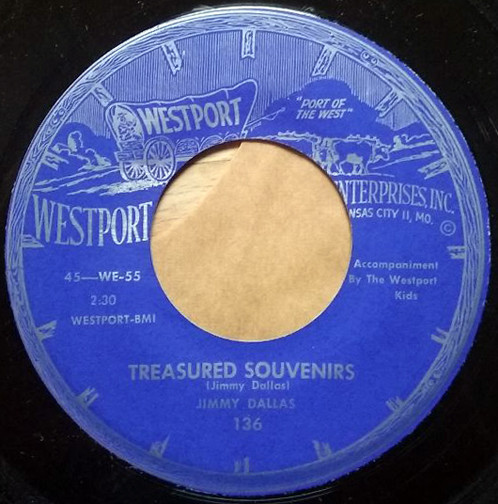 WESTPORT
"PORT OF
THE WEST"
WESTPORT ENTERPRISES, INC.
NSAS CITY 11, MO. ©
45—WE-55
2:30
WESTPORT-BMI
Accompaniment
By The Westport
Kids
TREASURED SOUVENIRS
(Jimmy Dallas)
JIMMY DALLAS
136